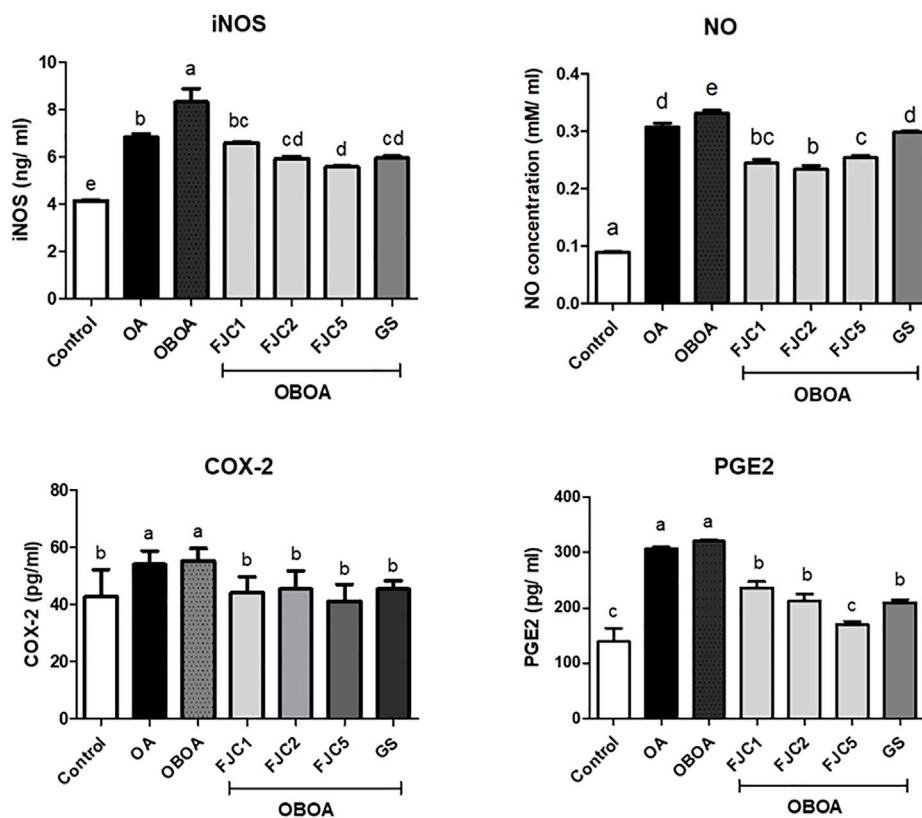 iNOS
iNOS (ng/ ml)
10
8
6
4
2
0
e
b
a
bc
cd
d
cd
Control
OA
OBOA
FJC1
FJC2
FJC5
GS
OBOA
NO
NO concentration (mM/ ml)
0.4
0.3
0.2
0.1
0.0
a
d
e
bc
b
c
d
Control
OA
OBOA
FJC1
FJC2
FJC5
GS
OBOA
COX-2
COX-2 (pg/ml)
80
60
40
20
0
b
a
a
b
b
b
b
Control
OA
OBOA
FJC1
FJC2
FJC5
GS
OBOA
PGE2
PGE2 (pg/ ml)
400
300
200
100
0
c
a
a
b
b
c
b
Control
OA
OBOA
FJC1
FJC2
FJC5
GS
OBOA